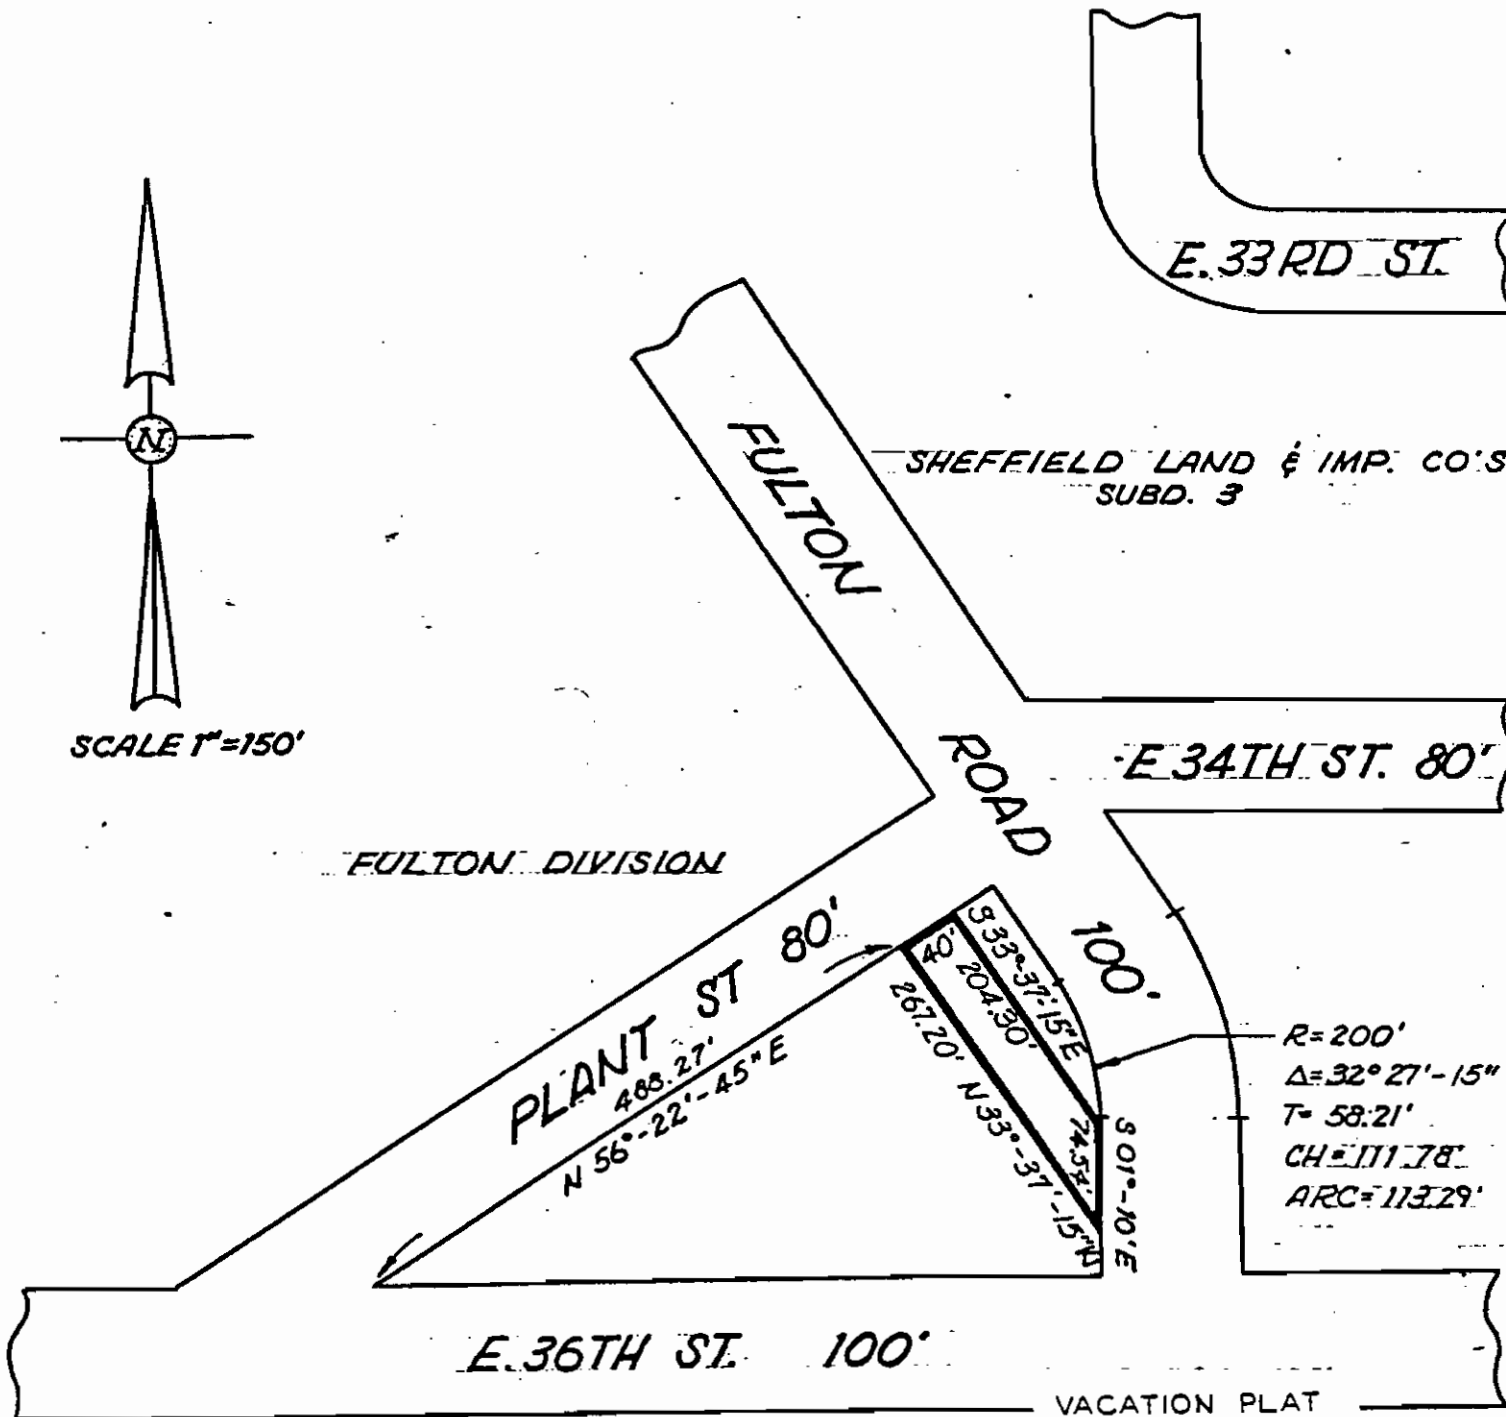 E. 33RD ST.
N
FULTON
SHEFFIELD LAND & IMP. CO'S
SUBD. 3
SCALE 1"=150'
ROAD
E 34TH ST. 80'
FULTON DIVISION
PLANT ST 80'
488.27'
N 56°-22'-45" E
40'
S 33°-37'-15" E
204.30'
267.20'
N 33°-37'-15" W
100'
74.54'
S 01°-10' E
R=200'
Δ=32° 27'-15"
T= 58.21'
CH=111.78'
ARC=113.29'
E. 36TH ST. 100'
VACATION PLAT